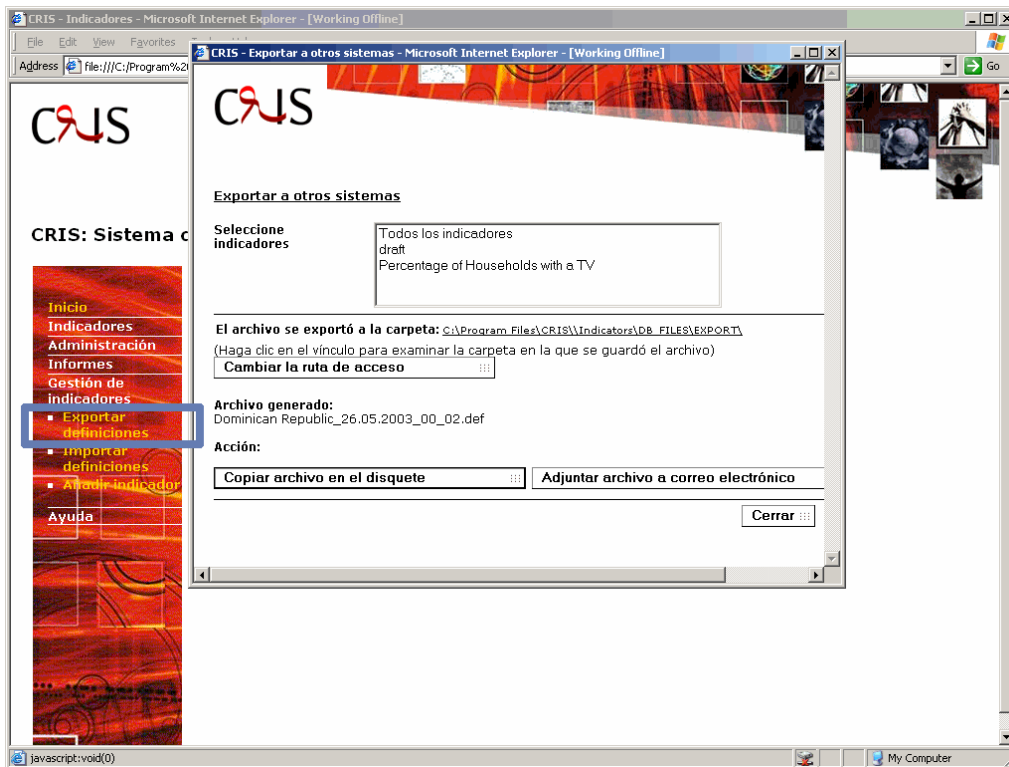 CRIS - Indicadores - Microsoft Internet Explorer - [Working Offline]
File Edit View Favorites
Address file:///C:/Program%2 Go
CRIS
CRIS: Sistema
Inicio
Indicadores
Administración
Informes
Gestión de
indicadores
Exportar
definiciones
Importar
definiciones
Añadir indicador
Ayuda
CRIS - Exportar a otros sistemas - Microsoft Internet Explorer - [Working Offline]
CRIS
Exportar a otros sistemas
Seleccione
indicadores
Todos los indicadores
draft
Percentage of Households with a TV
El archivo se exportó a la carpeta: C:\Program Files\CRIS\\Indicators\DB_FILES\EXPORT\
(Haga clic en el vínculo para examinar la carpeta en la que se guardó el archivo)
Cambiar la ruta de acceso
Archivo generado:
Dominican Republic_26.05.2003_00_02.def
Acción:
Copiar archivo en el disquete
Adjuntar archivo a correo electrónico
Cerrar
javascript:void(0)
My Computer